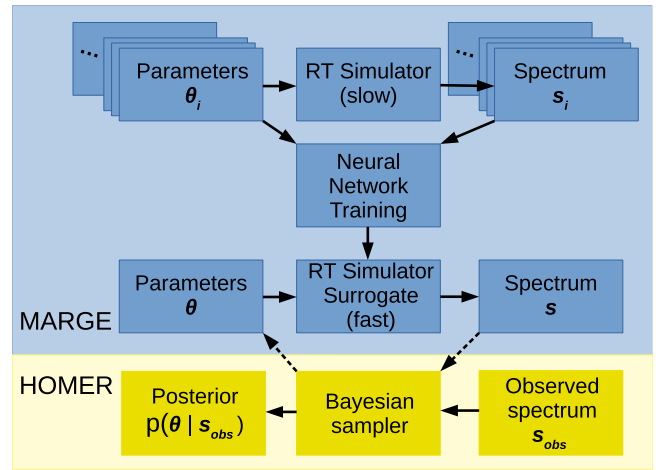 ...
Parameters
θi
RT Simulator
(slow)
...
Spectrum
si
Neural
Network
Training
Parameters
θ
RT Simulator
Surrogate
(fast)
Spectrum
s
MARGE
HOMER
Posterior
p(θ | sobs)
Bayesian
sampler
Observed
spectrum
sobs